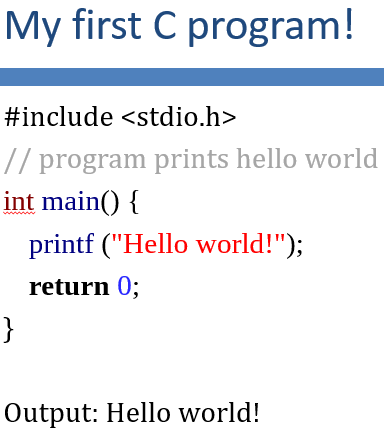 My first C program!
#include <stdio.h>
// program prints hello world
int main() {
printf ("Hello world!");
return 0;
}
Output: Hello world!